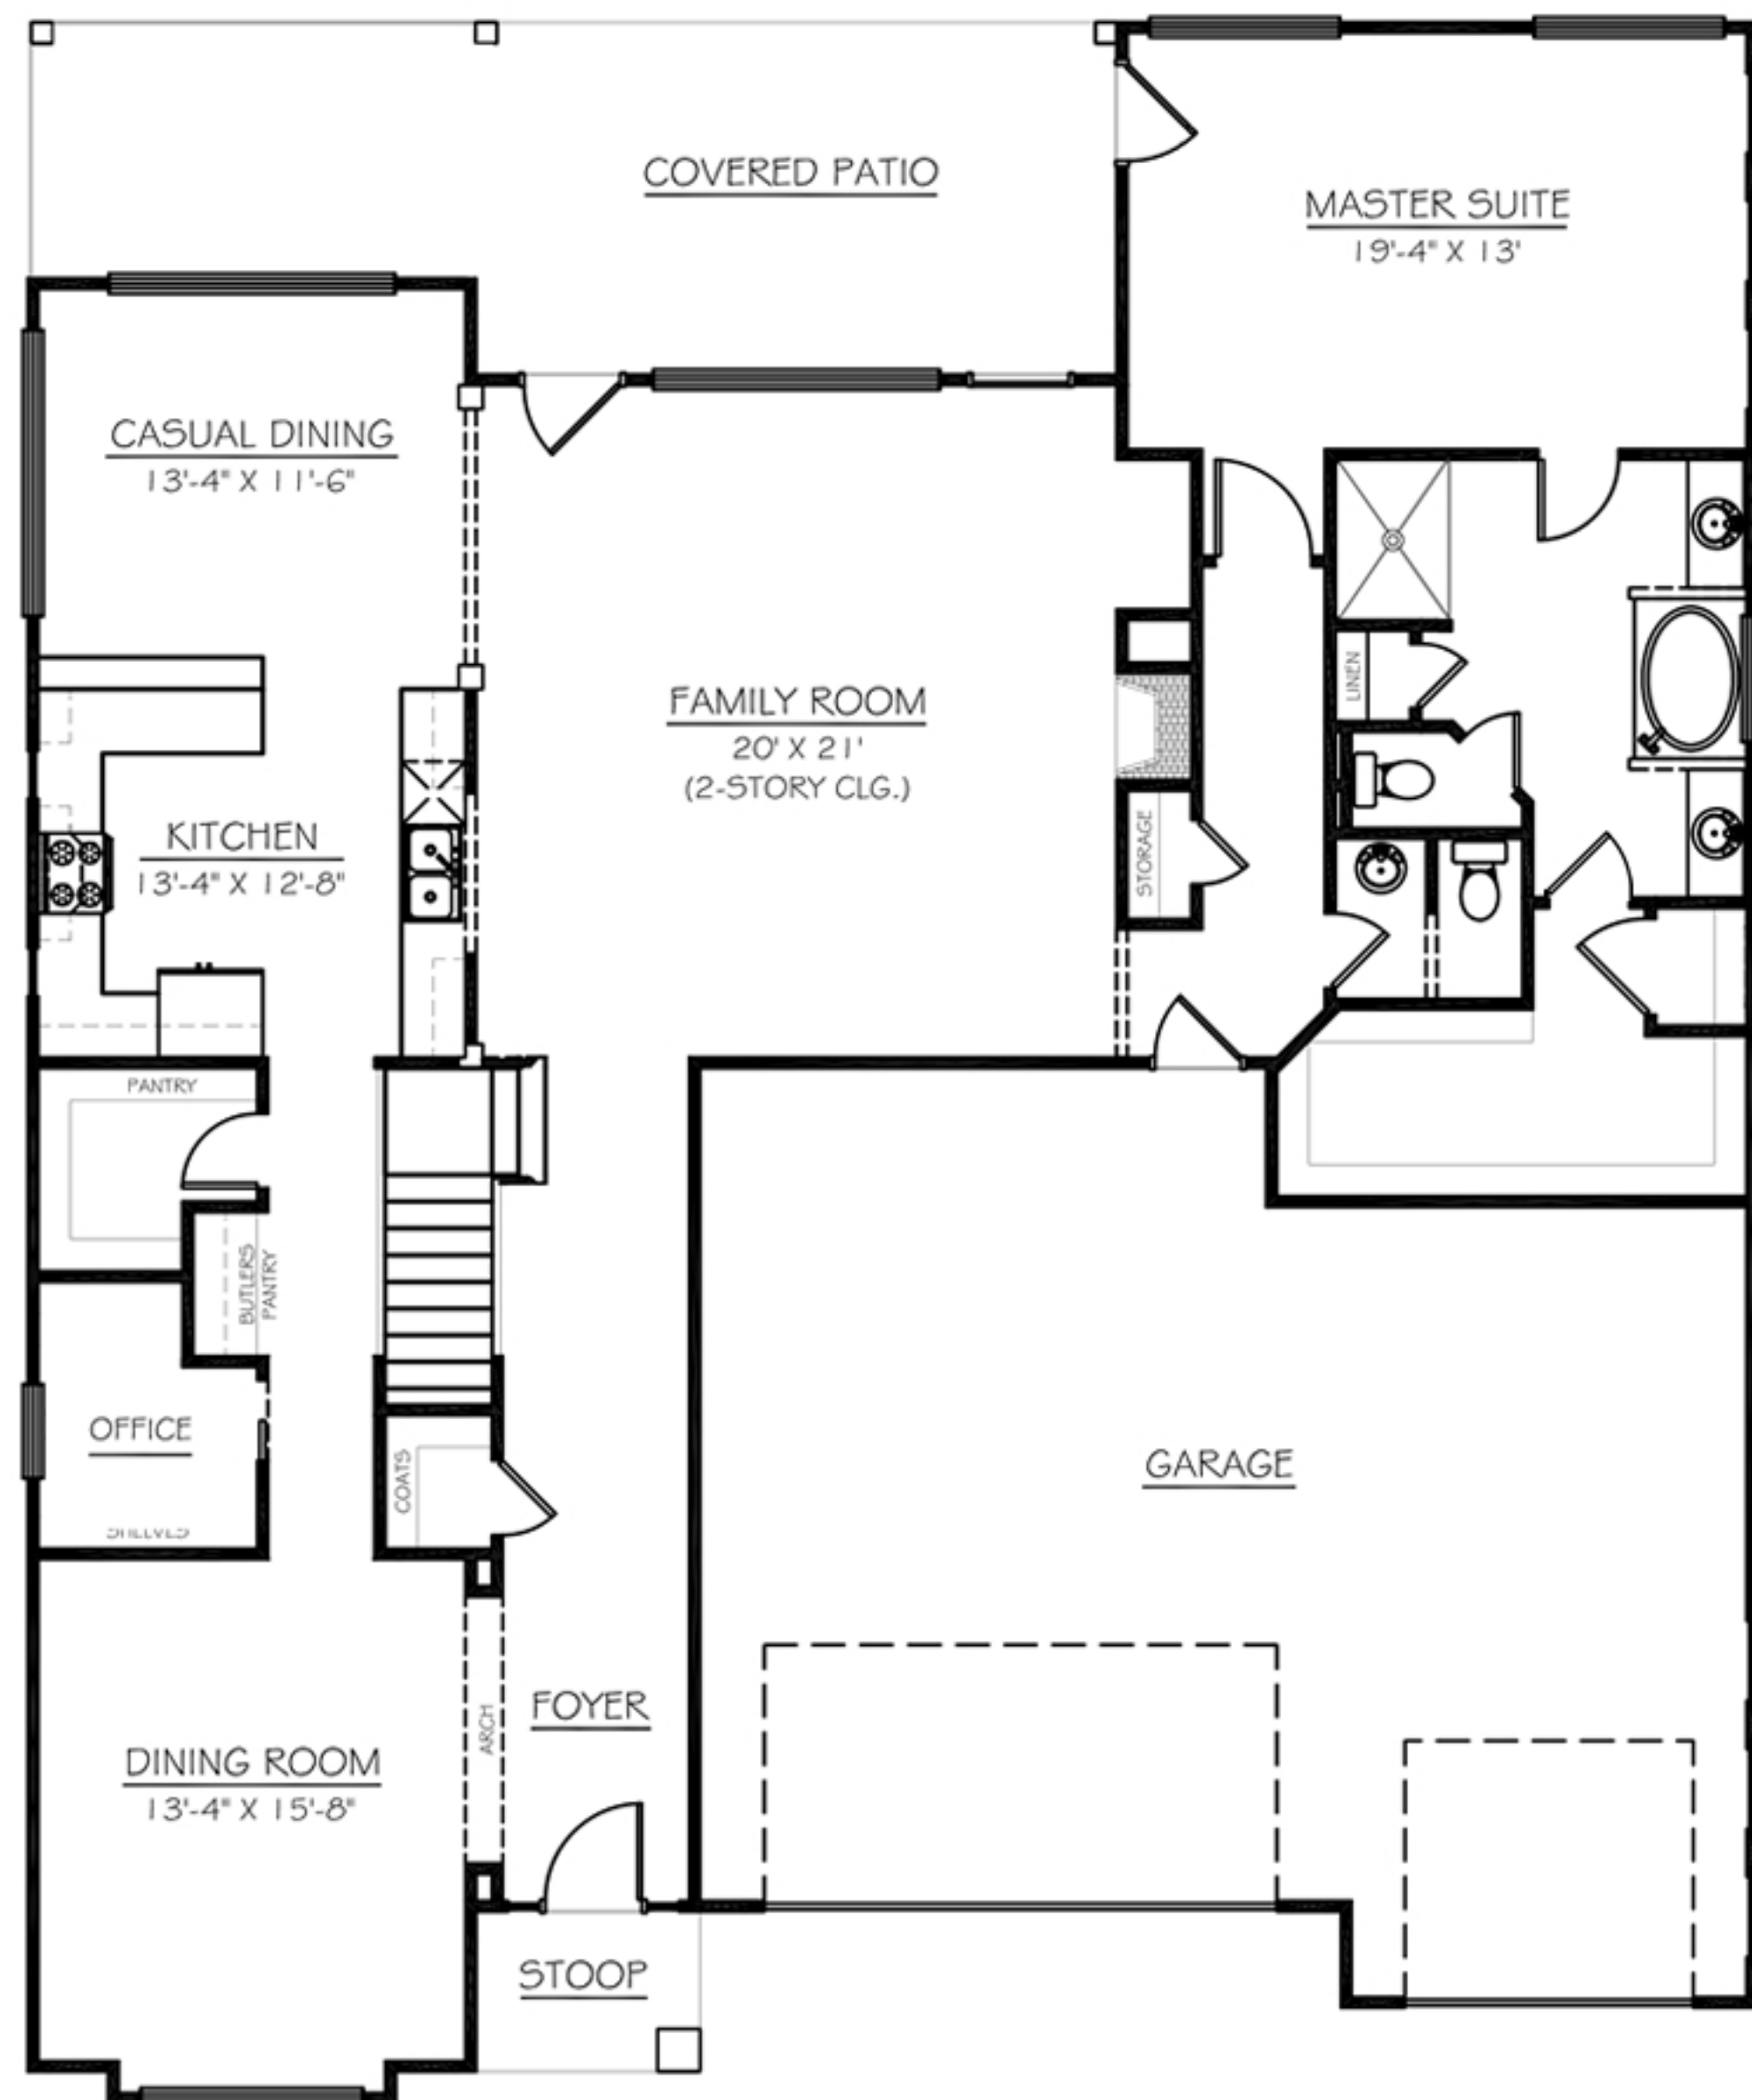 COVERED PATIO
MASTER SUITE
19'-4" X 13'
CASUAL DINING
13'-4" X 11'-6"
FAMILY ROOM
20' X 21'
(2-STORY CLG.)
LINEN
KITCHEN
13'-4" X 12'-8"
STORAGE
PANTRY
BUTLERS
PANTRY
OFFICE
SHELVES
COATS
GARAGE
FOYER
ARCH
DINING ROOM
13'-4" X 15'-8"
STOOP